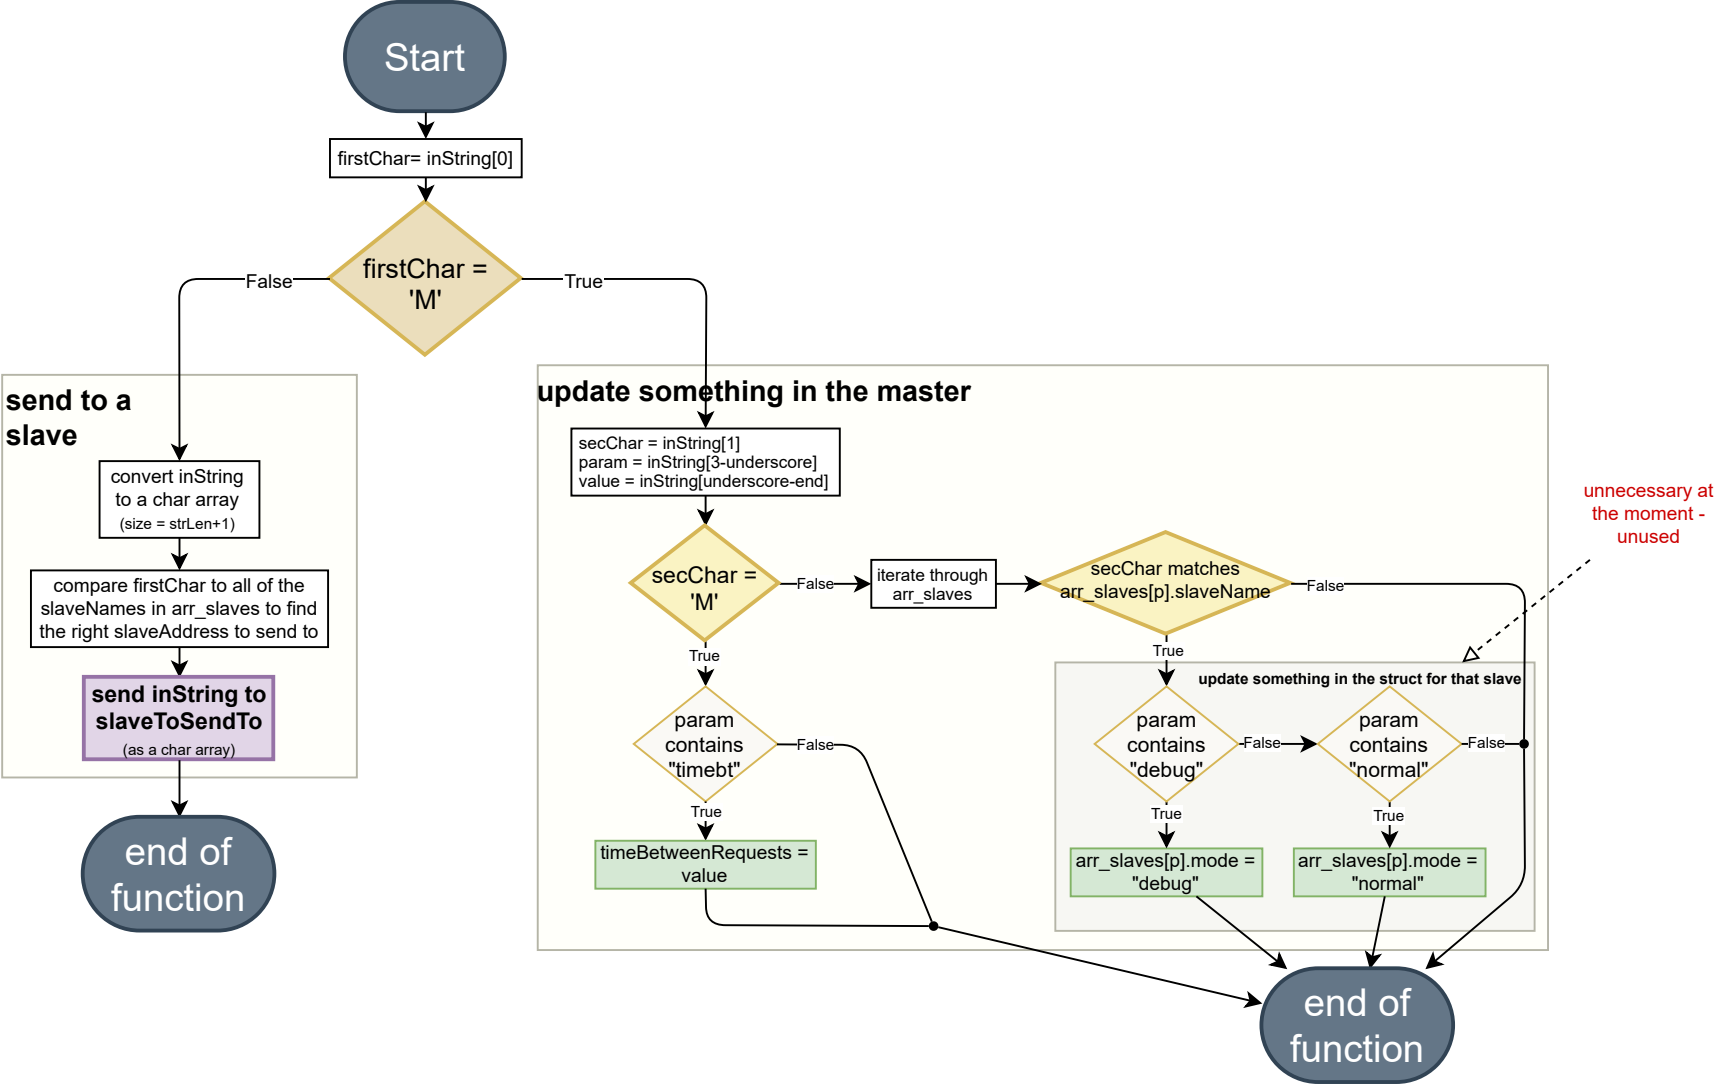 Start
firstChar= inString[0]
firstChar =
'M'
False
True
send to a
slave
convert inString
to a char array
(size = strLen+1)
compare firstChar to all of the
slaveNames in arr_slaves to find
the right slaveAddress to send to
send inString to
slaveToSendTo
(as a char array)
end of
function
update something in the master
secChar = inString[1]
param = inString[3-underscore]
value = inString[underscore-end]
secChar =
'M'
False
iterate through
arr_slaves
secChar matches
arr_slaves[p].slaveName
False
unnecessary at
the moment -
unused
True
True
param
contains
"timebt"
False
True
timeBetweenRequests =
value
update something in the struct for that slave
param
contains
"debug"
False
param
contains
"normal"
False
True
True
arr_slaves[p].mode =
"debug"
arr_slaves[p].mode =
"normal"
end of
function